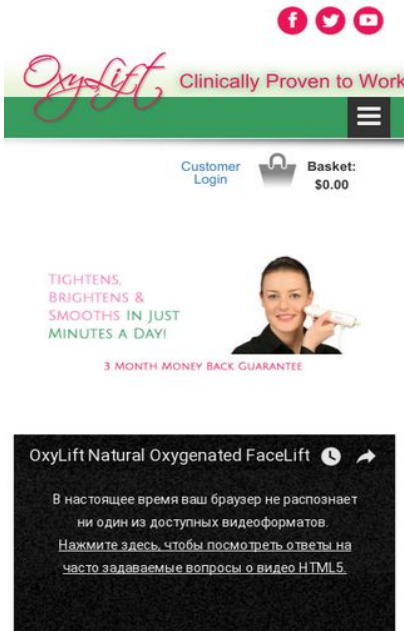 OxyLift
Clinically Proven to Work
Customer
Login
Basket:
$0.00
TIGHTENS,
BRIGHTENS &
SMOOTHS IN JUST
MINUTES A DAY!
3 MONTH MONEY BACK GUARANTEE
OxyLift Natural Oxygenated FaceLift
В настоящее время ваш браузер не распознает
ни один из доступных видеоформатов.
Нажмите здесь, чтобы посмотреть ответы на
часто задаваемые вопросы о видео HTML5.